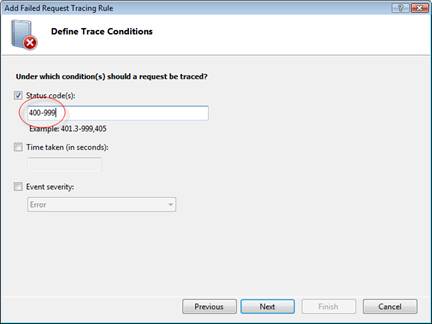 Add Failed Request Tracing Rule
Define Trace Conditions
Under which condition(s) should a request be traced?
Status code(s):
400-999
Example: 401.3-999,405
Time taken (in seconds):
Event severity:
Error
Previous Next Finish Cancel